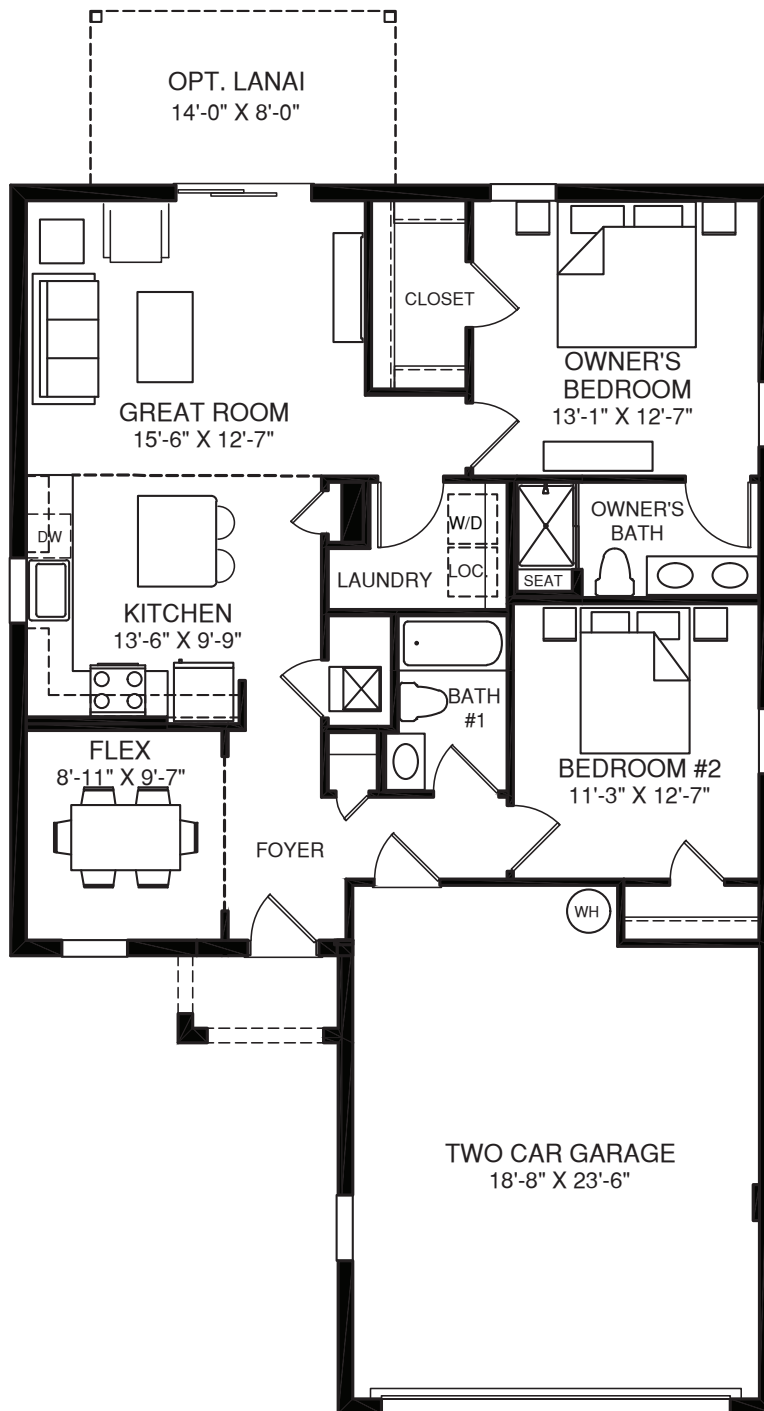 OPT. LANAI
14'-0" X 8'-0"
CLOSET
OWNER'S
BEDROOM
13'-1" X 12'-7"
GREAT ROOM
15'-6" X 12'-7"
DW
W/D
LOC.
LAUNDRY
OWNER'S
BATH
SEAT
KITCHEN
13'-6" X 9'-9"
BATH
#1
FLEX
8'-11" X 9'-7"
BEDROOM #2
11'-3" X 12'-7"
FOYER
WH
TWO CAR GARAGE
18'-8" X 23'-6"